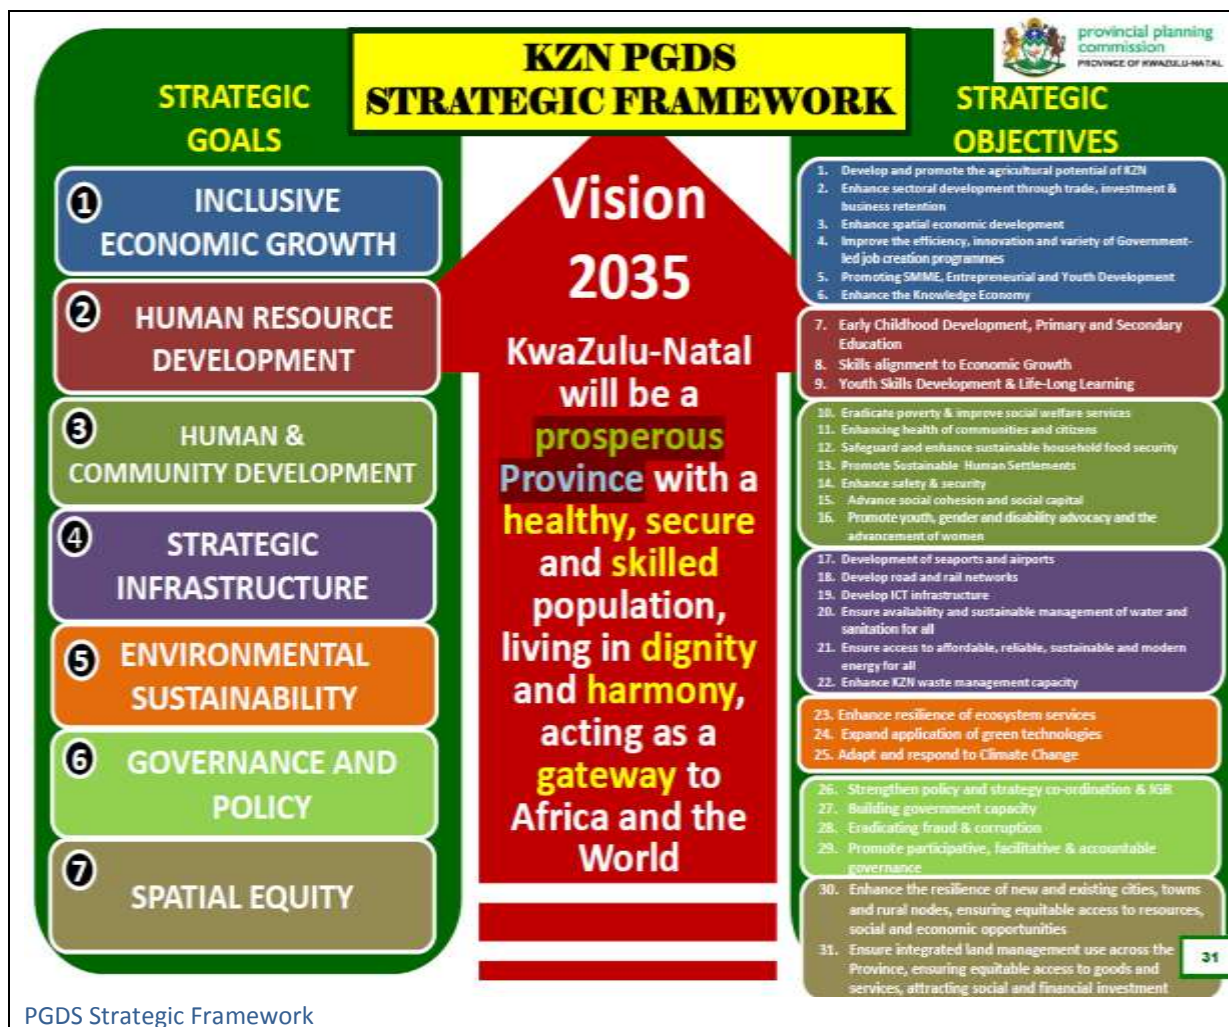 KZN PGDS
STRATEGIC FRAMEWORK
provincial planning
commission
PROVINCE OF KWAZULU-NATAL
STRATEGIC
GOALS
1
INCLUSIVE
ECONOMIC GROWTH
2
HUMAN RESOURCE
DEVELOPMENT
3
HUMAN &
COMMUNITY DEVELOPMENT
4
STRATEGIC
INFRASTRUCTURE
5
ENVIRONMENTAL
SUSTAINABILITY
6
GOVERNANCE AND
POLICY
7
SPATIAL EQUITY
Vision
2035
KwaZulu-Natal
will be a
prosperous
Province with a
healthy, secure
and skilled
population,
living in dignity
and harmony,
acting as a
gateway to
Africa and the
World
STRATEGIC
OBJECTIVES
1. Develop and promote the agricultural potential of KZN
2. Enhance sectoral development through trade, investment &
business retention
3. Enhance spatial economic development
4. Improve the efficiency, innovation and variety of Government-
led job creation programmes
5. Promoting SMME, Entrepreneurial and Youth Development
6. Enhance the Knowledge Economy
7. Early Childhood Development, Primary and Secondary
Education
8. Skills alignment to Economic Growth
9. Youth Skills Development & Life-Long Learning
10. Eradicate poverty & improve social welfare services
11. Enhancing health of communities and citizens
12. Safeguard and enhance sustainable household food security
13. Promote Sustainable Human Settlements
14. Enhance safety & security
15. Advance social cohesion and social capital
16. Promote youth, gender and disability advocacy and the
advancement of women
17. Development of seaports and airports
18. Develop road and rail networks
19. Develop ICT infrastructure
20. Ensure availability and sustainable management of water and
sanitation for all
21. Ensure access to affordable, reliable, sustainable and modern
energy for all
22. Enhance KZN waste management capacity
23. Enhance resilience of ecosystem services
24. Expand application of green technologies
25. Adapt and respond to Climate Change
26. Strengthen policy and strategy co-ordination & IGR
27. Building government capacity
28. Eradicating fraud & corruption
29. Promote participative, facilitative & accountable
governance
30. Enhance the resilience of new and existing cities, towns
and rural nodes, ensuring equitable access to resources,
social and economic opportunities
31. Ensure integrated land management use across the
Province, ensuring equitable access to goods and
services, attracting social and financial investment
31
PGDS Strategic Framework